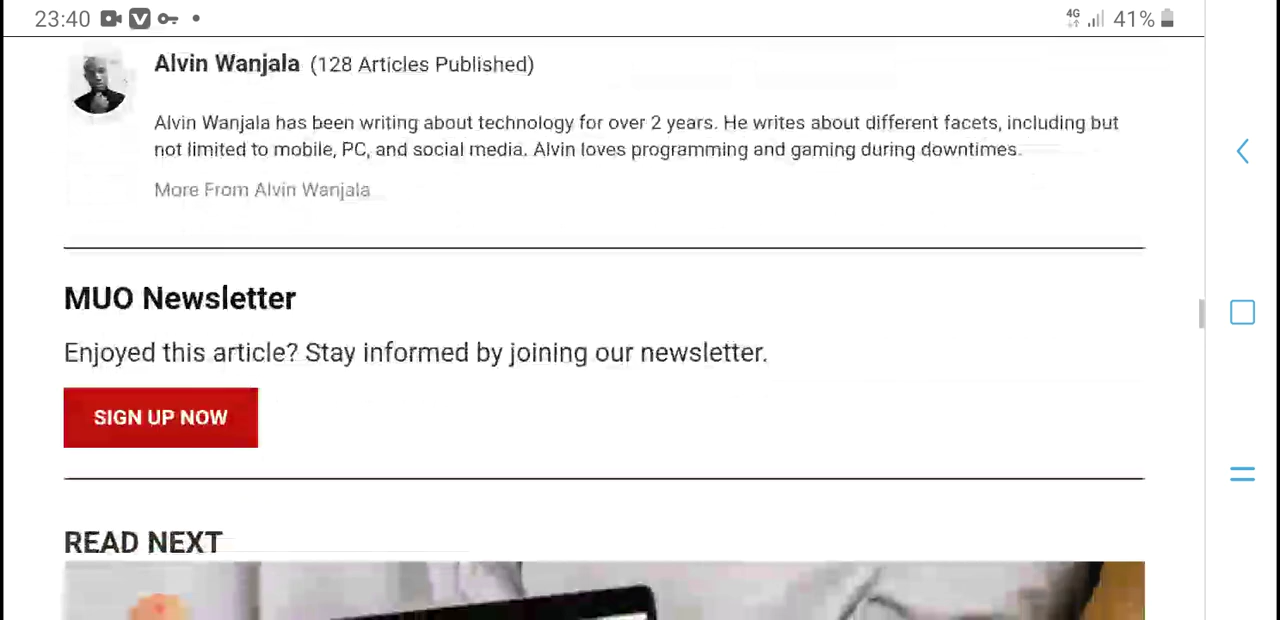 23:40 V 4G 41%
Alvin Wanjala (128 Articles Published)
Alvin Wanjala has been writing about technology for over 2 years. He writes about different facets, including but
not limited to mobile, PC, and social media. Alvin loves programming and gaming during downtimes.
More From Alvin Wanjala
MUO Newsletter
Enjoyed this article? Stay informed by joining our newsletter.
SIGN UP NOW
READ NEXT